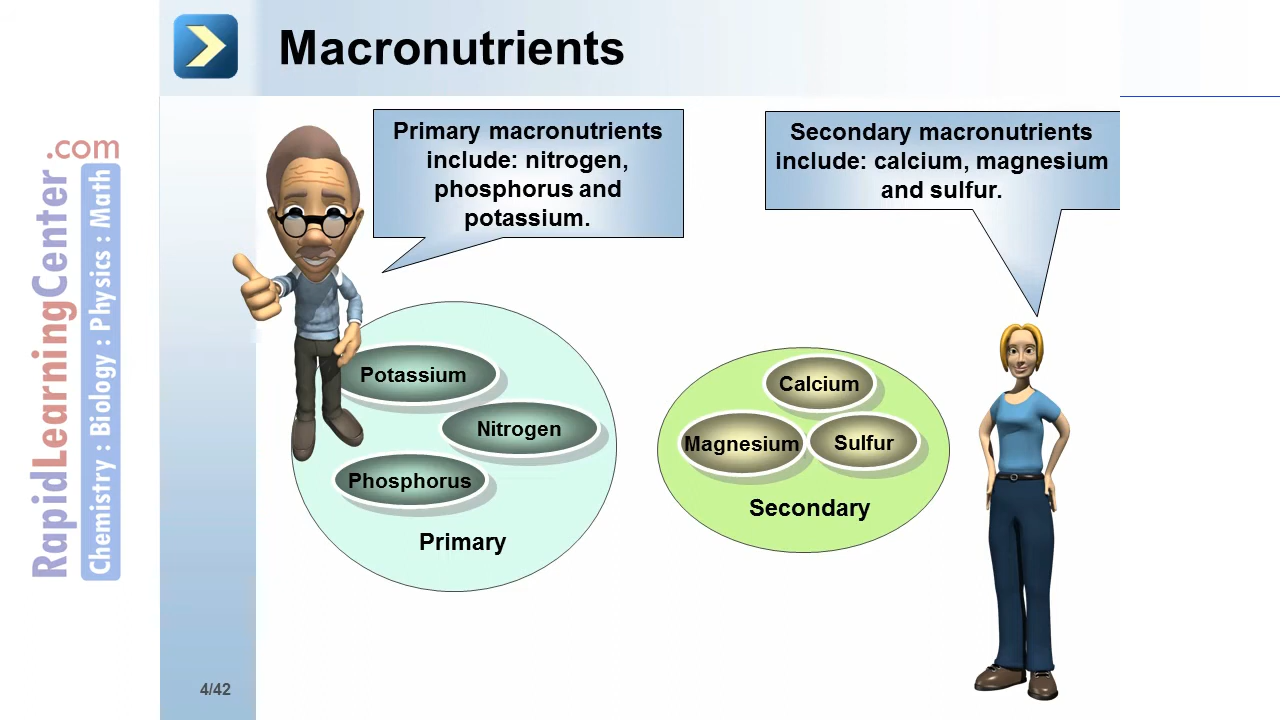 Macronutrients
Primary macronutrients
include: nitrogen,
phosphorus and
potassium.
Secondary macronutrients
include: calcium, magnesium
and sulfur.
Potassium
Nitrogen
Phosphorus
Primary
Calcium
Magnesium
Sulfur
Secondary
4/42
RapidLearningCenter.com
Chemistry : Biology : Physics : Math